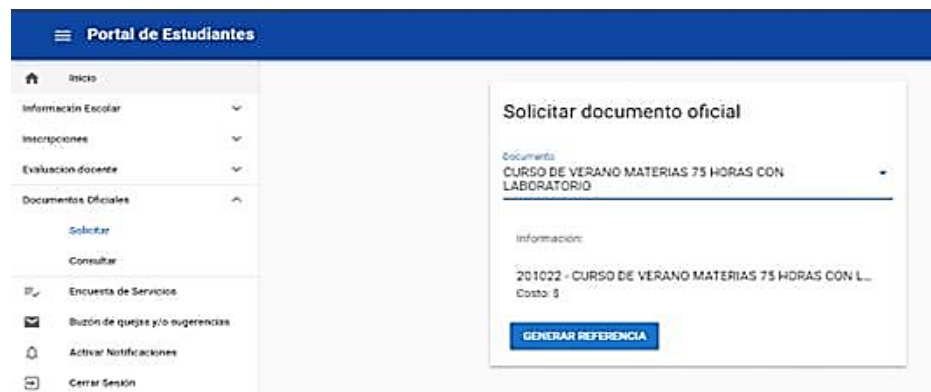 Portal de Estudiantes
Inicio
Información Escolar
Inscripciones
Evaluacion docente
Documentos Oficiales
Solicitar
Consultar
Encuesta de Servicios
Buzón de quejas y/o sugerencias
Activar Notificaciones
Cerrar Sesión
Solicitar documento oficial
Documento
CURSO DE VERANO MATERIAS 75 HORAS CON
LABORATORIO
Información:
201022 - CURSO DE VERANO MATERIAS 75 HORAS CON L...
Costo: $
GENERAR REFERENCIA